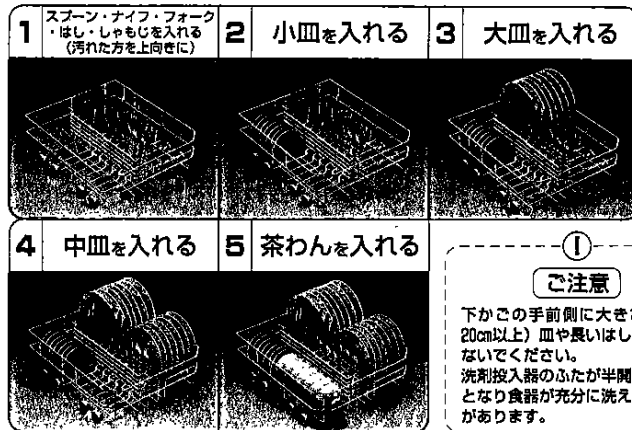 1
スプーン・ナイフ・フォーク
・はし・しゃもじを入れる
(汚れた方を上向きに)
2 小皿を入れる
3 大皿を入れる
4 中皿を入れる
5 茶わんを入れる
!
ご注意
下かごの手前側に大き
20cm以上)皿や長いはし
ないでください。
洗剤投入器のふたが半開
となり食器が充分に洗え
があります。